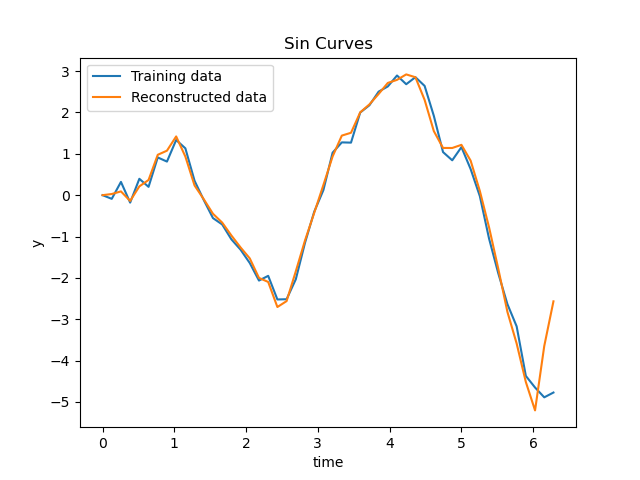 Sin Curves
Training data
Reconstructed data
3
2
1
0
−1
−2
−3
−4
−5
y
0 1 2 3 4 5 6
time